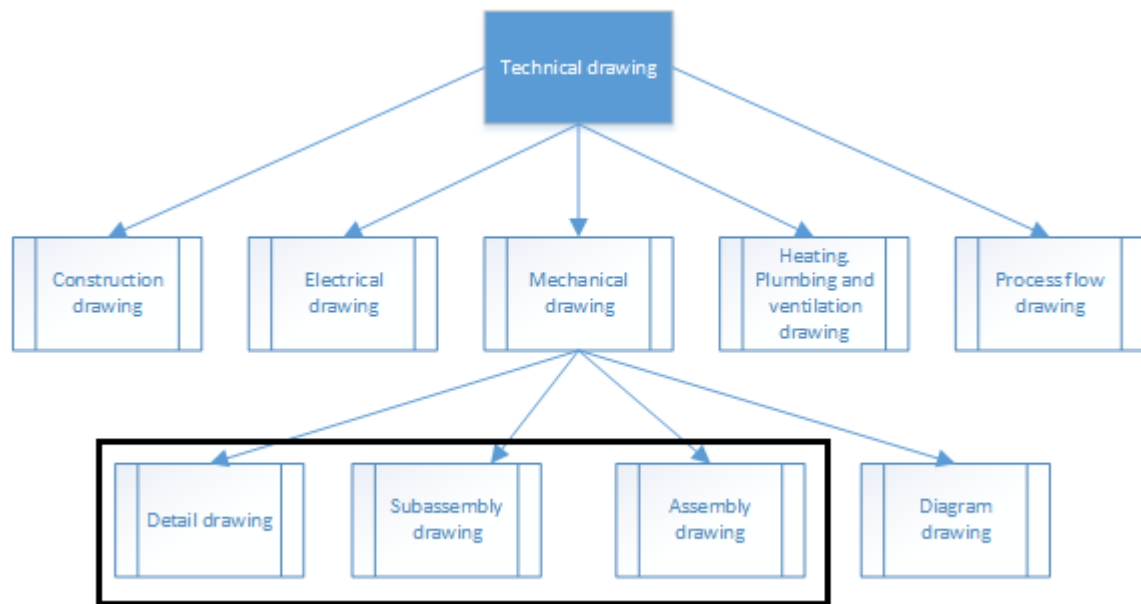 Technical drawing
Construction
drawing
Electrical
drawing
Mechanical
drawing
Heating,
Plumbing and
ventilation
drawing
Process flow
drawing
Detail drawing
Subassembly
drawing
Assembly
drawing
Diagram
drawing